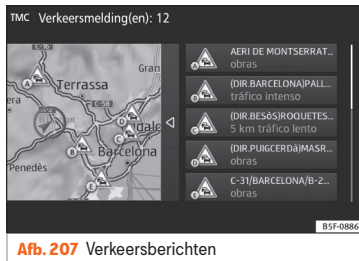 TMC Verkeersmelding(en): 12
C-16
Gran
Terrassa
era
C-58
dalc
Barcelona
Penedès
A
B
C
D
E
A AERI DE MONTSERRAT...
obras
B (DIR.BARCELONA)PALL...
tráfico intenso
C (DIR.BESòS)ROQUETES...
5 km tráfico lento
D (DIR.PUIGCERDà)MASR...
obras
E C-31/BARCELONA/B-2...
obras
B5F-0886
Afb. 207 Verkeersberichten